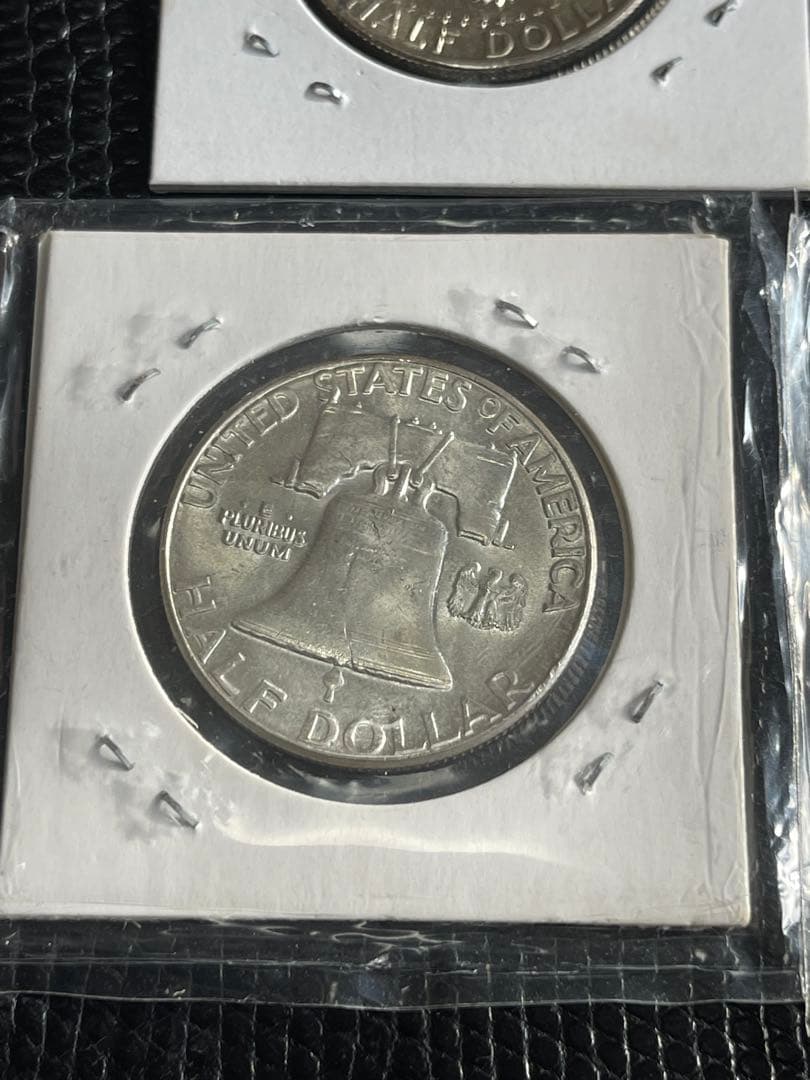 HALF DOLLA
UNITED STATES OF AMERICA
E
PLURIBUS
UNUM
HALF DOLLAR